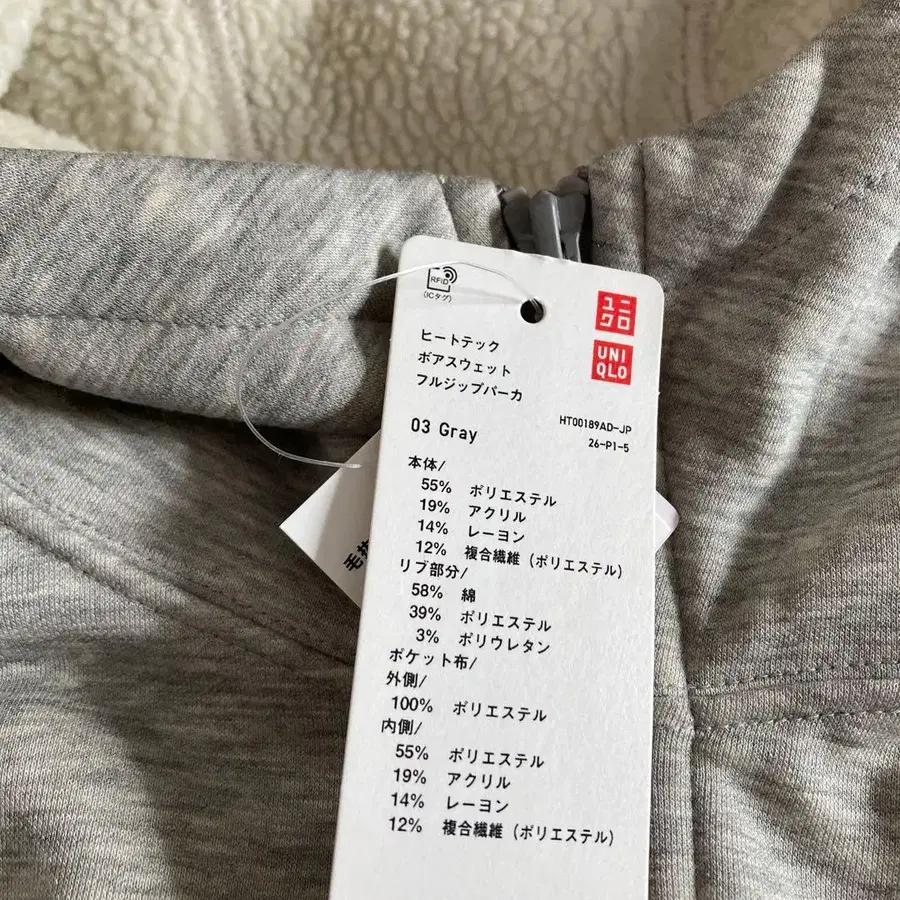 RFID
(ICタグ)
ユニ
クロ
UNI
QLO
ヒートテック
ボアスウェット
フルジップパーカ
03 Gray
HT00189AD-JP
26-P1-5
本体/
55% ポリエステル
19% アクリル
14% レーヨン
12% 複合繊維(ポリエステル)
リブ部分/
58% 綿
39% ポリエステル
3% ポリウレタン
ポケット布/
外側/
100% ポリエステル
内側/
55% ポリエステル
19% アクリル
14% レーヨン
12% 複合繊維(ポリエステル)